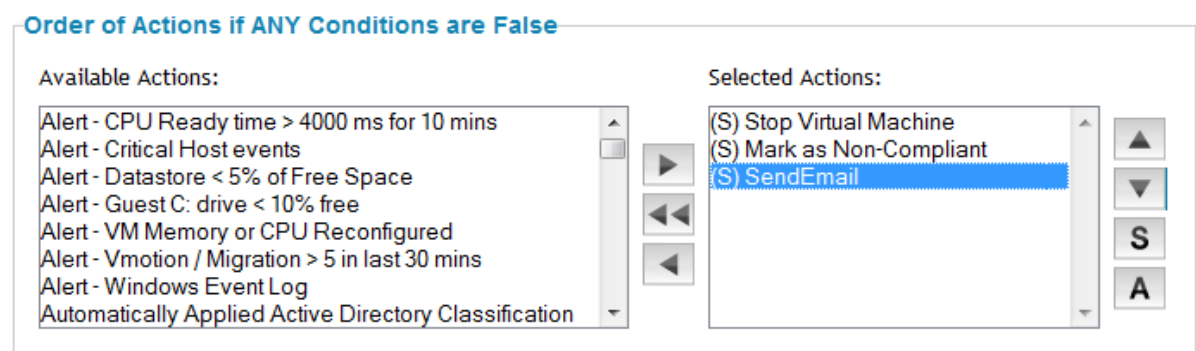 Order of Actions if ANY Conditions are False
Available Actions:
Selected Actions:
Alert - CPU Ready time > 4000 ms for 10 mins
Alert - Critical Host events
Alert - Datastore < 5% of Free Space
Alert - Guest C: drive < 10% free
Alert - VM Memory or CPU Reconfigured
Alert - Vmotion / Migration > 5 in last 30 mins
Alert - Windows Event Log
Automatically Applied Active Directory Classification
(S) Stop Virtual Machine
(S) Mark as Non-Compliant
(S) SendEmail
S
A